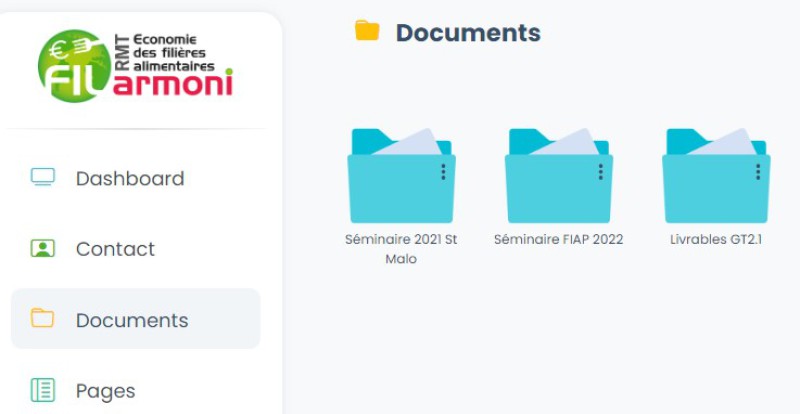 RMT
Economie
des filières
alimentaires
FILarmoni
Dashboard
Contact
Documents
Pages
Documents
Séminaire 2021 St
Malo
Séminaire FIAP 2022
Livrables GT2.1